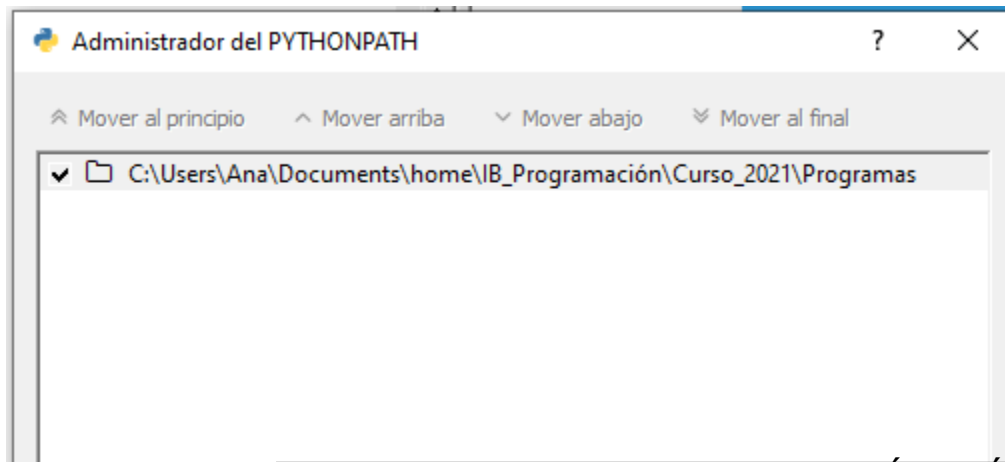 Administrador del PYTHONPATH ?
Mover al principio Mover arriba Mover abajo Mover al final
C:\Users\Ana\Documents\home\IB_Programación\Curso_2021\Programas